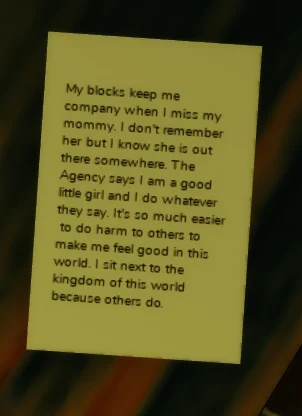 My blocks keep me
company when I miss my
mommy. I don't remember
her but I know she is out
there somewhere. The
Agency says I am a good
little girl and I do whatever
they say. It's so much easier
to do harm to others to
make me feel good in this
world. I sit next to the
kingdom of this world
because others do.